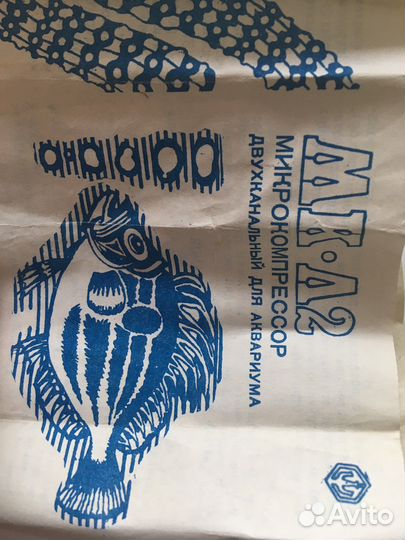 МК-Д2
МИКРОКОМПРЕССОР
ДВУХКАНАЛЬНЫЙ ДЛЯ АКВАРИУМА
Avito